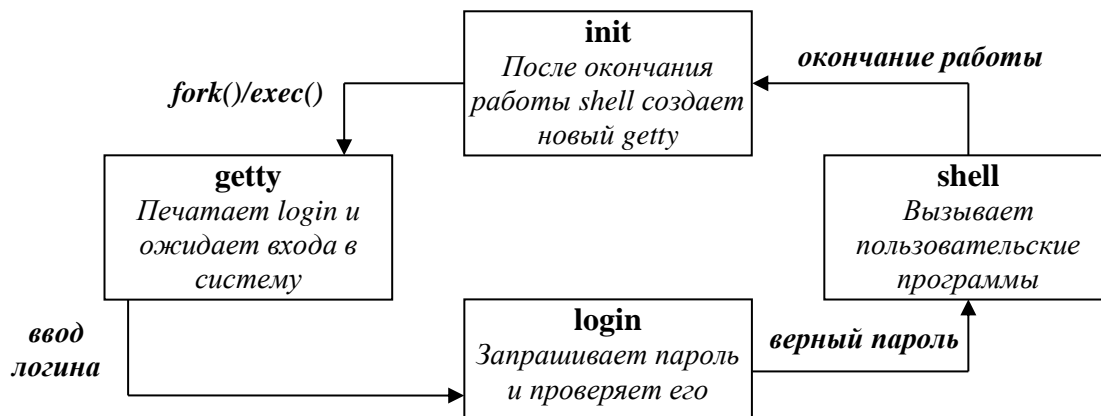 init
После окончания
работы shell создает
новый getty
окончание работы
fork()/exec()
getty
Печатает login и
ожидает входа в
систему
shell
Вызывает
пользовательские
программы
ввод
логина
login
Запрашивает пароль
и проверяет его
верный пароль